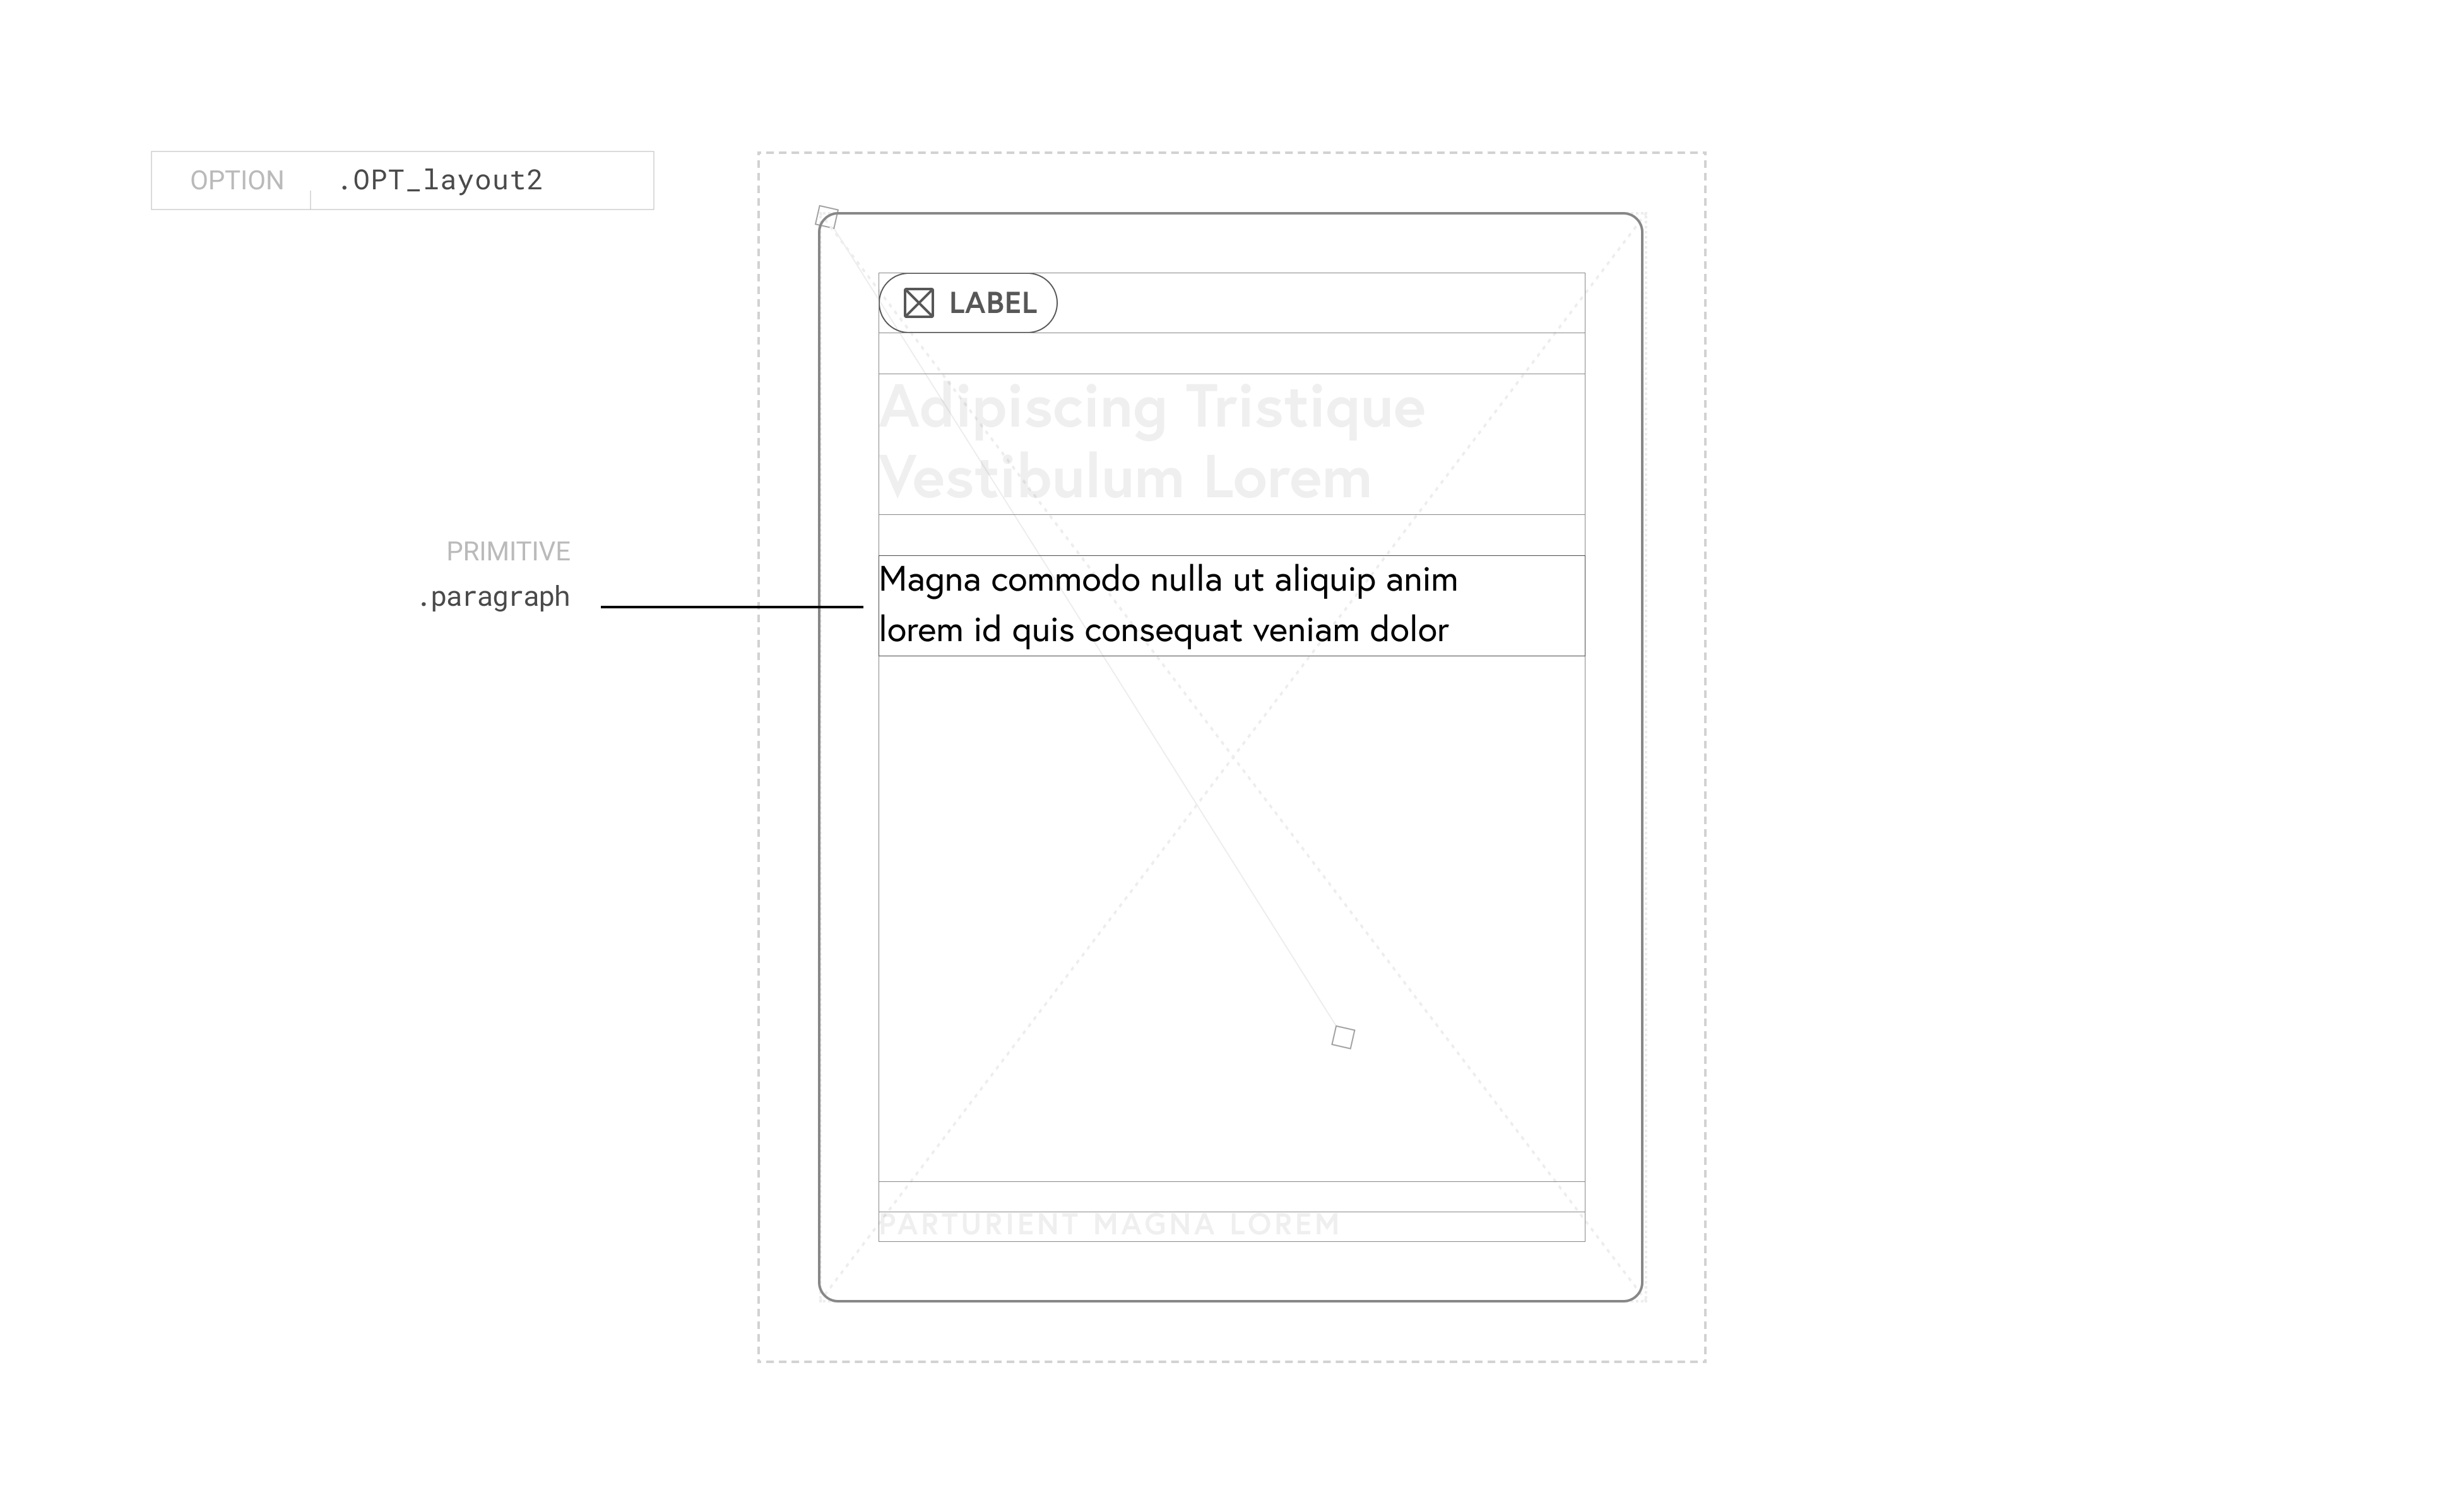 OPTION .OPT_layout2
LABEL
Adipiscing Tristique
Vestibulum Lorem
PRIMITIVE
.paragraph
Magna commodo nulla ut aliquip anim
lorem id quis consequat veniam dolor
PARTURIENT MAGNA LOREM